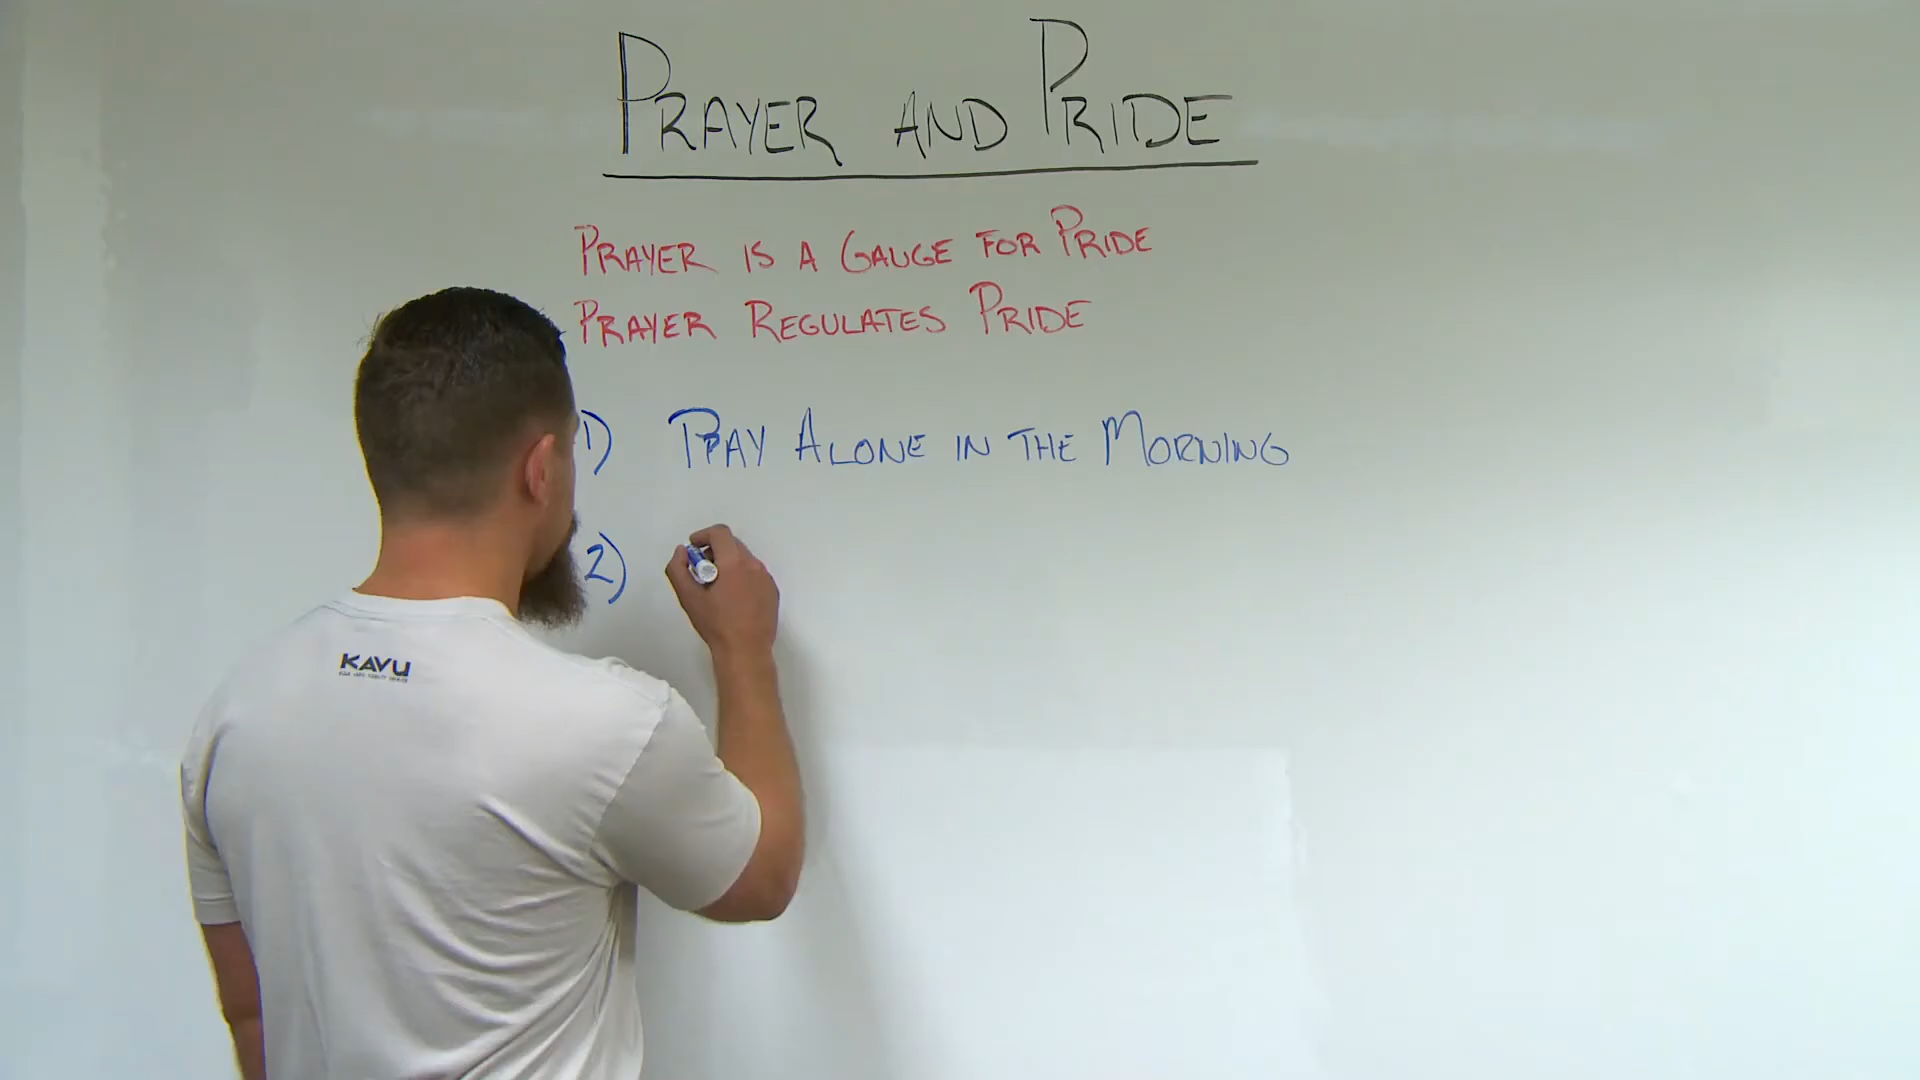 PRAYER AND PRIDE
PRAYER IS A GAUGE FOR PRIDE
PRAYER REGULATES PRIDE
1) PRAY ALONE IN THE MORNING
2)
KAVU